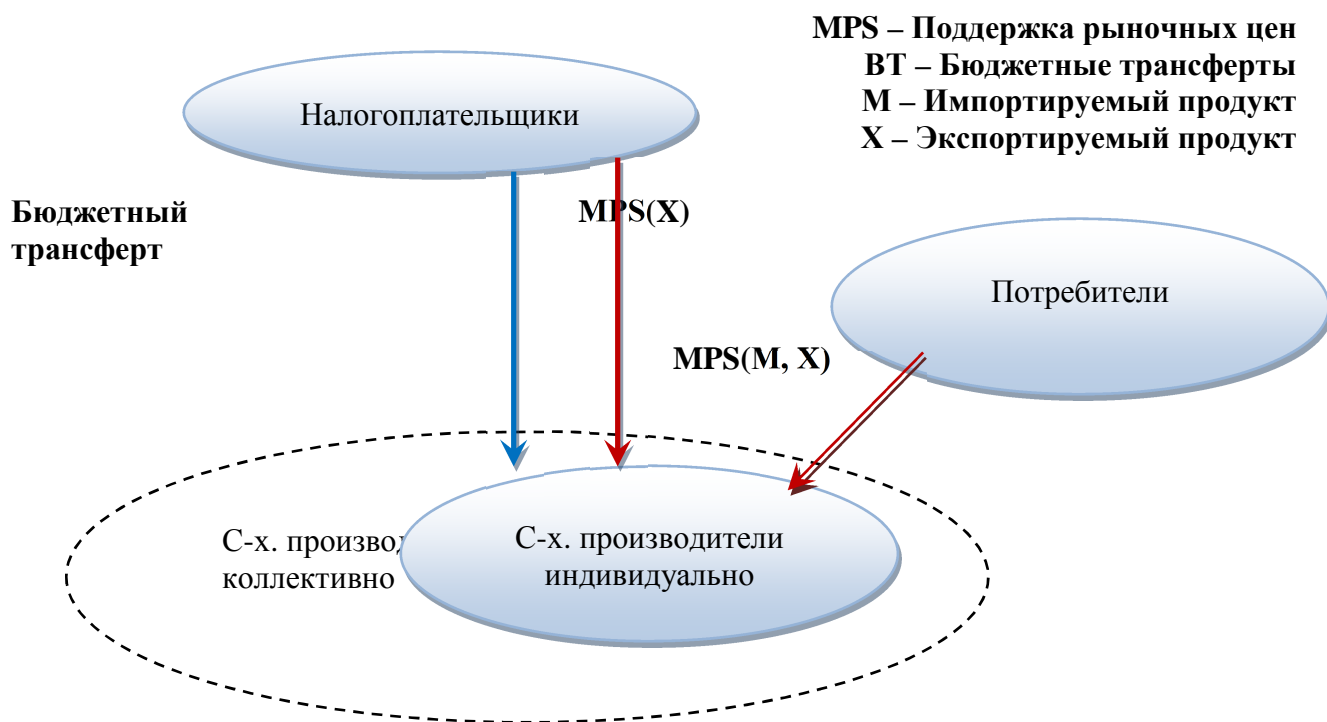 MPS – Поддержка рыночных цен
BT – Бюджетные трансферты
M – Импортируемый продукт
X – Экспортируемый продукт
Налогоплательщики
Бюджетный
трансферт
MPS(X)
Потребители
MPS(M, X)
С-х. производ
коллективно
С-х. производители
индивидуально